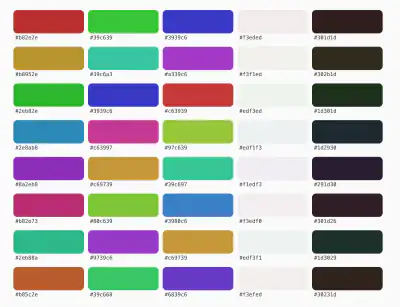 #b82e2e #39c639 #3939c6 #f3eded #301d1d
#b8952e #39c6a3 #a339c6 #f3f1ed #302b1d
#2eb82e #3939c6 #c63939 #edf3ed #1d301d
#2e8ab8 #c63997 #97c639 #edf1f3 #1d2930
#8a2eb8 #c69739 #39c697 #f1edf3 #291d30
#b82e73 #80c639 #3980c6 #f3edf0 #301d26
#2eb88a #9739c6 #c69739 #edf3f1 #1d3029
#b85c2e #39c668 #6839c6 #f3efed #30231d